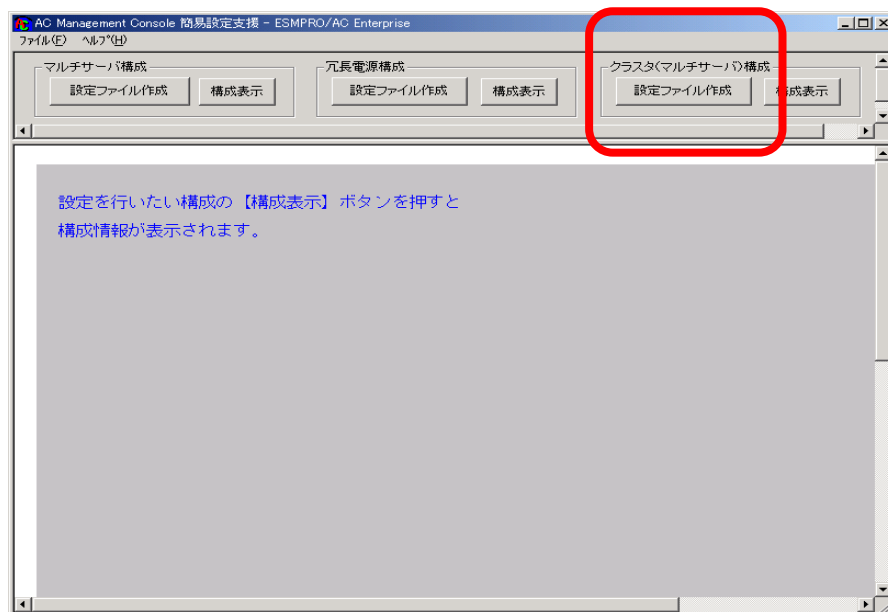 AC Management Console 簡易設定支援 - ESMPRO/AC Enterprise
ファイル(F) ヘルプ(H)
マルチサーバ構成 冗長電源構成 クラスタ(マルチサーバ)構成
設定ファイル作成 構成表示 設定ファイル作成 構成表示 設定ファイル作成 構成表示
設定を行いたい構成の【構成表示】ボタンを押すと
構成情報が表示されます。